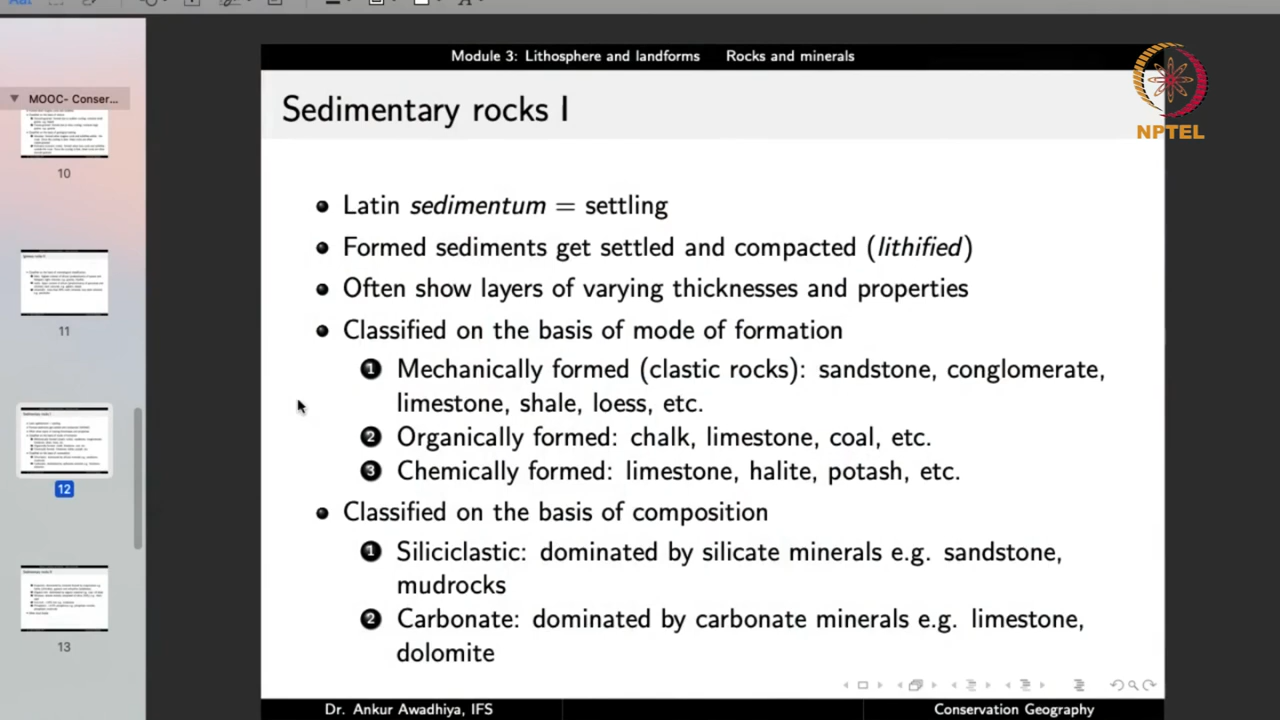 Module 3: Lithosphere and landforms Rocks and minerals
NPTEL
MOOC- Conser...
Sedimentary rocks I
10
• Latin sedimentum = settling
• Formed sediments get settled and compacted (lithified)
• Often show layers of varying thicknesses and properties
11
• Classified on the basis of mode of formation
1 Mechanically formed (clastic rocks): sandstone, conglomerate,
limestone, shale, loess, etc.
2 Organically formed: chalk, limestone, coal, etc.
3 Chemically formed: limestone, halite, potash, etc.
12
• Classified on the basis of composition
1 Siliciclastic: dominated by silicate minerals e.g. sandstone,
mudrocks
2 Carbonate: dominated by carbonate minerals e.g. limestone,
dolomite
13
Dr. Ankur Awadhiya, IFS Conservation Geography